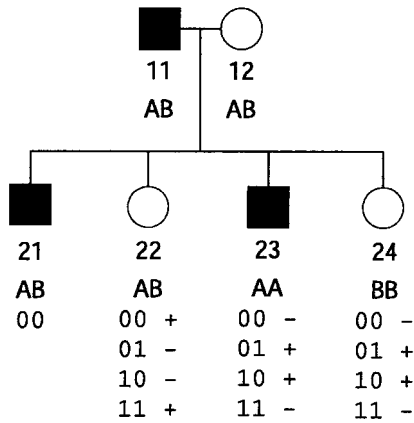 11 12
AB AB
21 22 23 24
AB AB AA BB
00 00 + 00 - 00 -
01 - 01 + 01 +
10 - 10 + 10 +
11 + 11 - 11 -